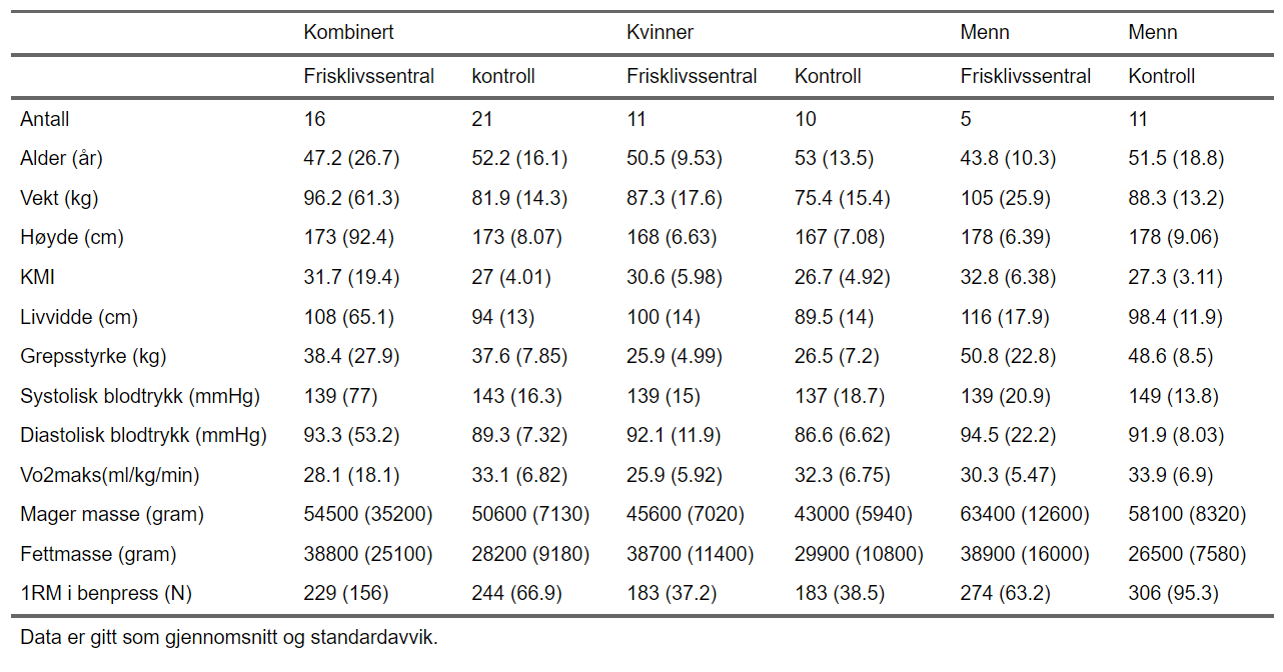 Kombinert Kvinner Menn Menn
Frisklivssentral kontroll Frisklivssentral Kontroll Frisklivssentral Kontroll
Antall 16 21 11 10 5 11
Alder (år) 47.2 (26.7) 52.2 (16.1) 50.5 (9.53) 53 (13.5) 43.8 (10.3) 51.5 (18.8)
Vekt (kg) 96.2 (61.3) 81.9 (14.3) 87.3 (17.6) 75.4 (15.4) 105 (25.9) 88.3 (13.2)
Høyde (cm) 173 (92.4) 173 (8.07) 168 (6.63) 167 (7.08) 178 (6.39) 178 (9.06)
KMI 31.7 (19.4) 27 (4.01) 30.6 (5.98) 26.7 (4.92) 32.8 (6.38) 27.3 (3.11)
Livvidde (cm) 108 (65.1) 94 (13) 100 (14) 89.5 (14) 116 (17.9) 98.4 (11.9)
Grepsstyrke (kg) 38.4 (27.9) 37.6 (7.85) 25.9 (4.99) 26.5 (7.2) 50.8 (22.8) 48.6 (8.5)
Systolisk blodtrykk (mmHg) 139 (77) 143 (16.3) 139 (15) 137 (18.7) 139 (20.9) 149 (13.8)
Diastolisk blodtrykk (mmHg) 93.3 (53.2) 89.3 (7.32) 92.1 (11.9) 86.6 (6.62) 94.5 (22.2) 91.9 (8.03)
Vo2maks(ml/kg/min) 28.1 (18.1) 33.1 (6.82) 25.9 (5.92) 32.3 (6.75) 30.3 (5.47) 33.9 (6.9)
Mager masse (gram) 54500 (35200) 50600 (7130) 45600 (7020) 43000 (5940) 63400 (12600) 58100 (8320)
Fettmasse (gram) 38800 (25100) 28200 (9180) 38700 (11400) 29900 (10800) 38900 (16000) 26500 (7580)
1RM i benpress (N) 229 (156) 244 (66.9) 183 (37.2) 183 (38.5) 274 (63.2) 306 (95.3)
Data er gitt som gjennomsnitt og standardavvik.